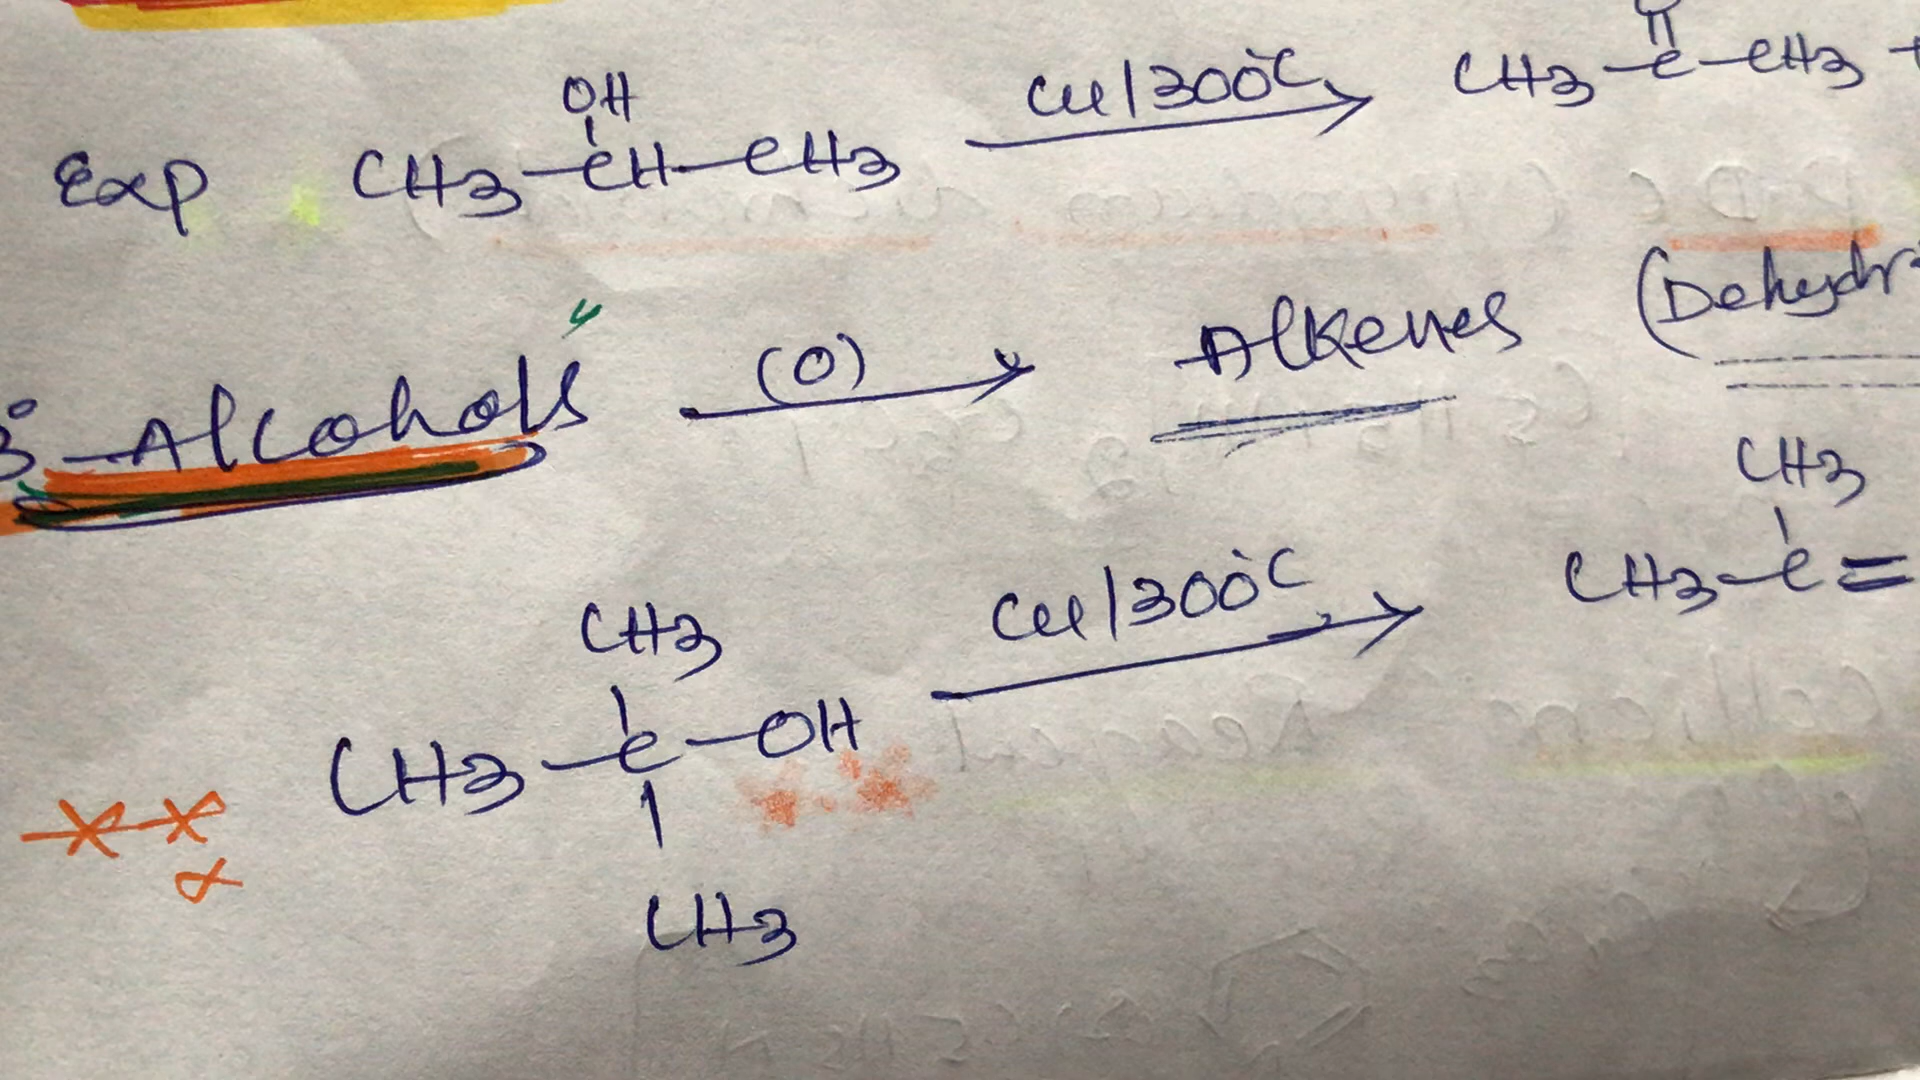 OH
Exp CH3-CH-CH3 Cu/300°C → CH3-C-CH3 +
3°-Alcohols (O) → Alkenes (Dehydr
CH3
CH3-C=
CH3
CH3-C-OH Cu/300°C →
CH3